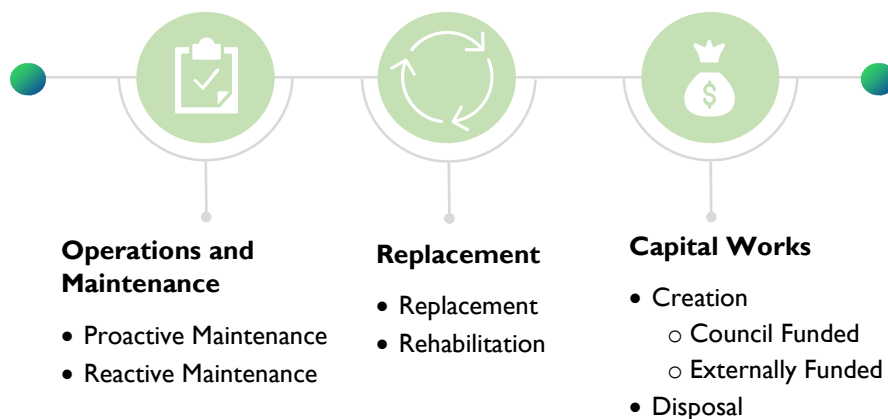 Operations and
Maintenance
• Proactive Maintenance
• Reactive Maintenance
Replacement
• Replacement
• Rehabilitation
Capital Works
• Creation
o Council Funded
o Externally Funded
• Disposal
$